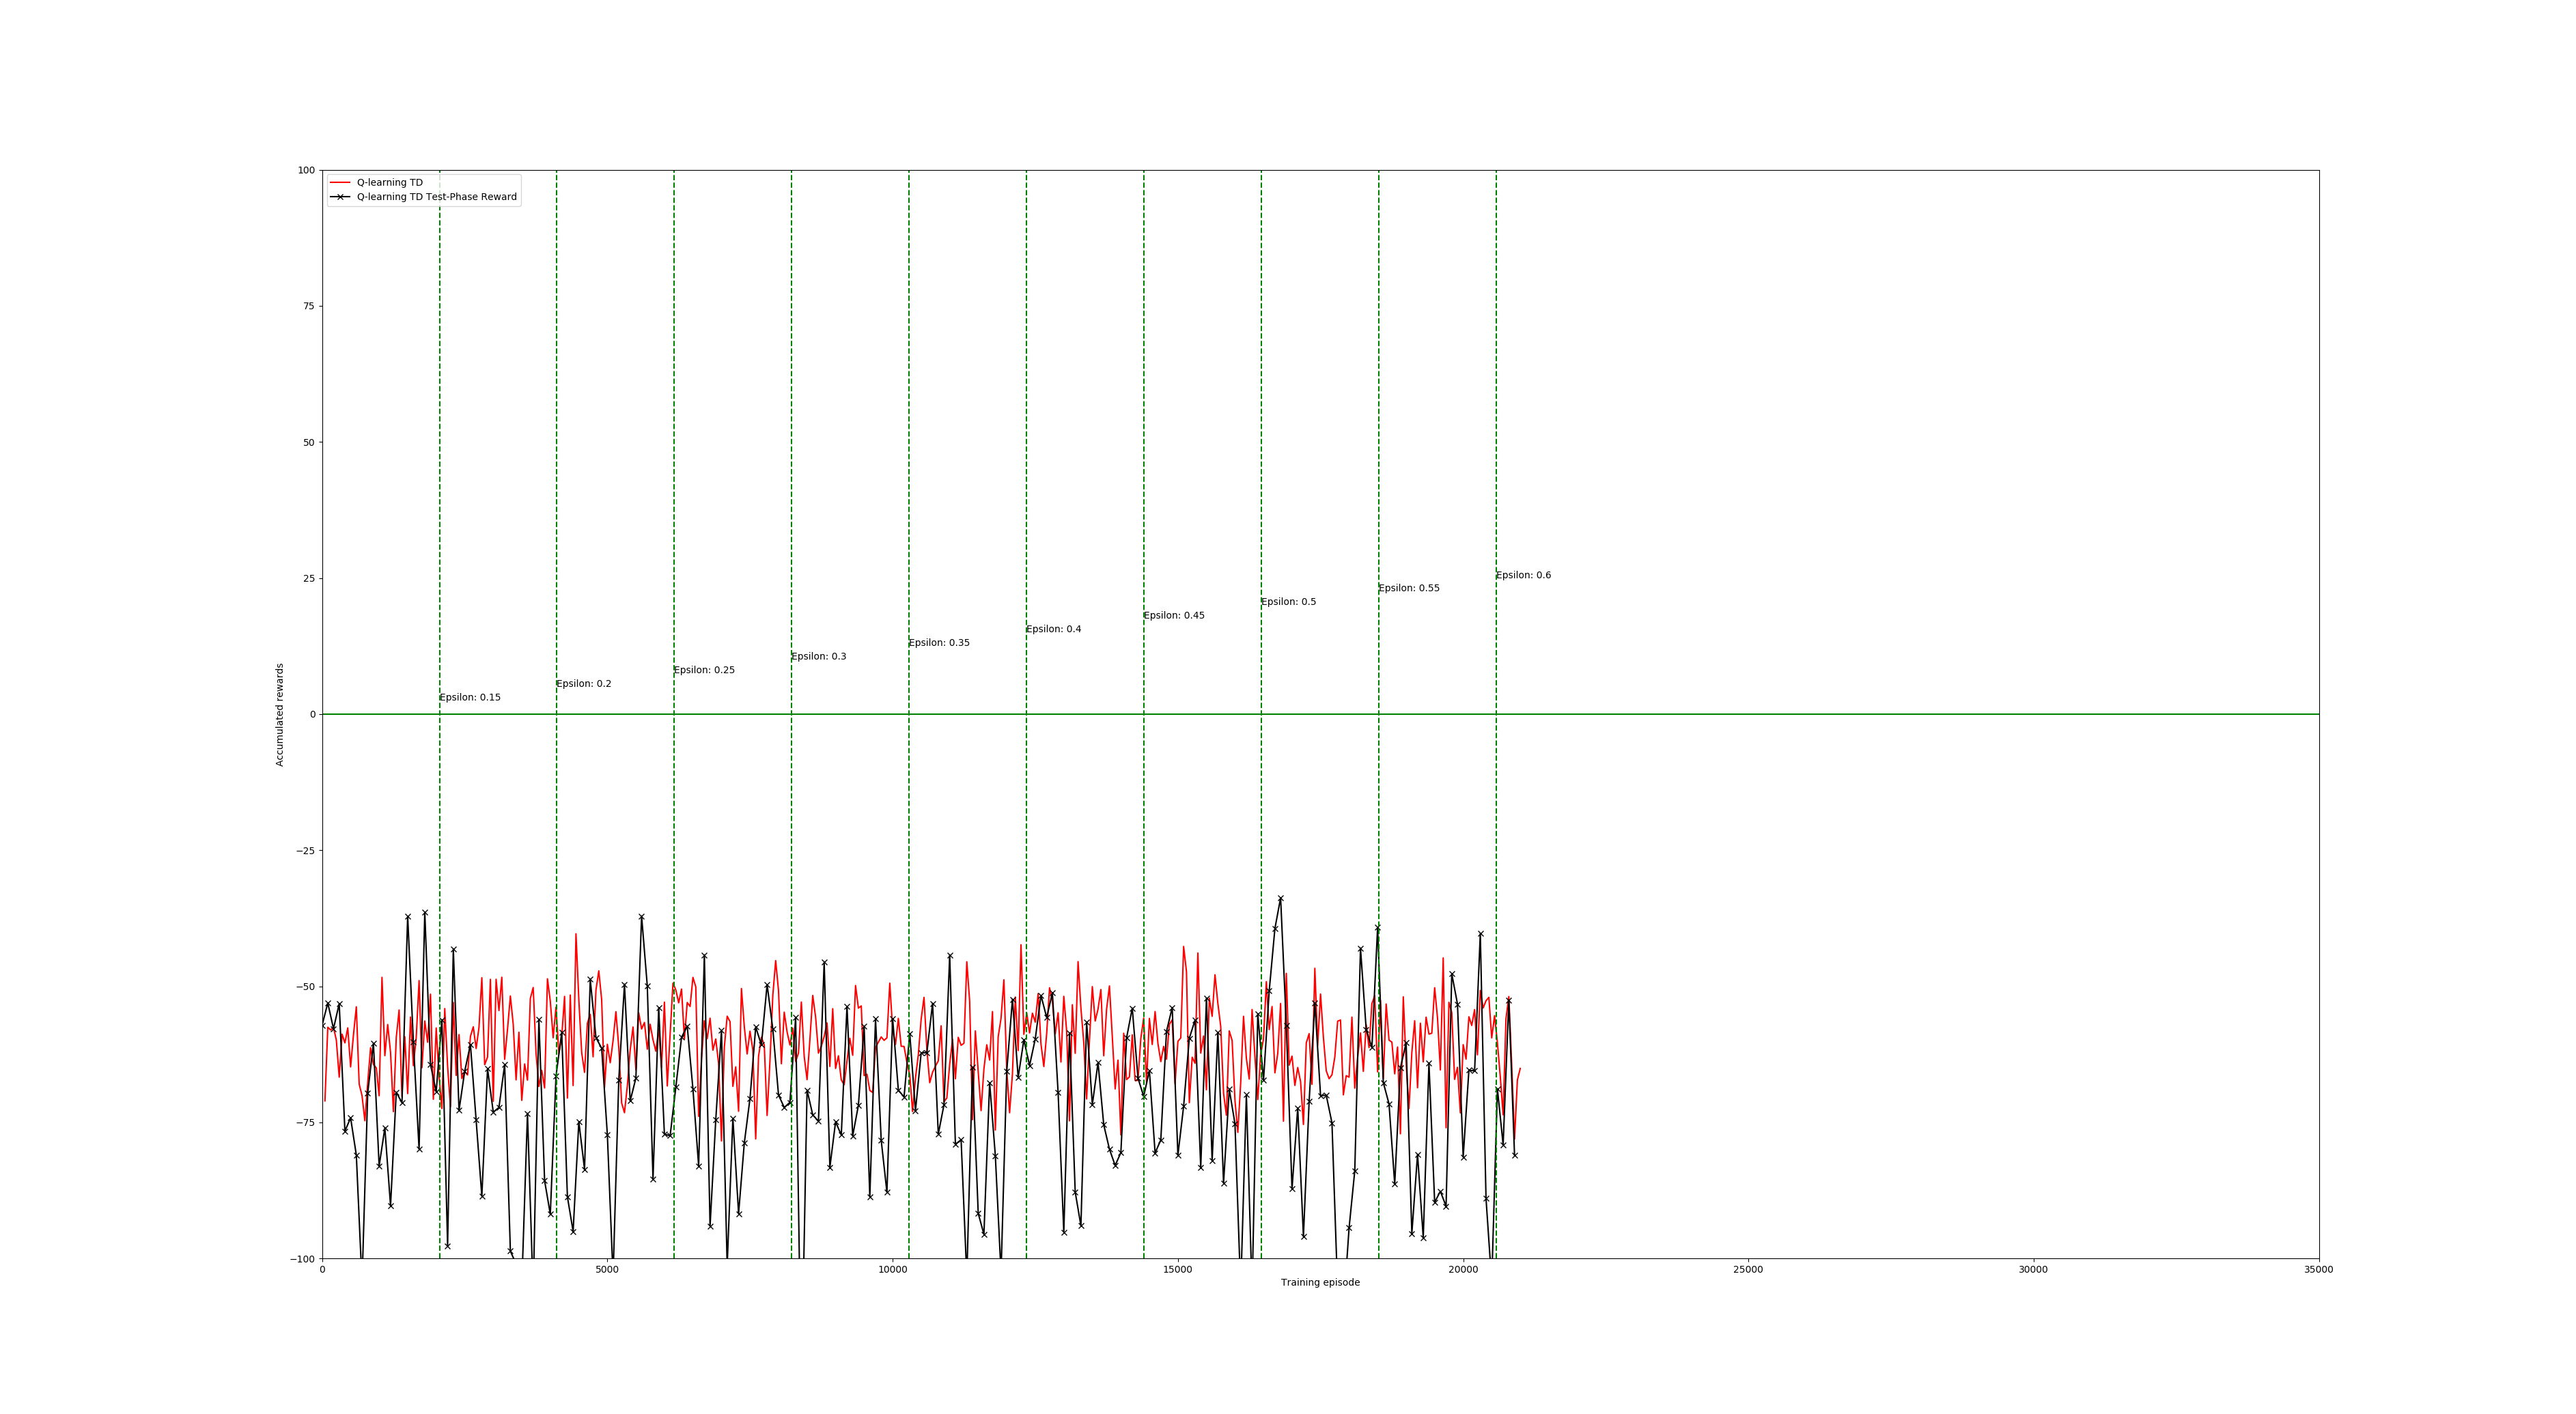 100
Q-learning TD
Q-learning TD Test-Phase Reward
75
50
25
Epsilon: 0.6
Epsilon: 0.55
Epsilon: 0.5
Epsilon: 0.45
Epsilon: 0.4
Epsilon: 0.35
Epsilon: 0.3
Epsilon: 0.25
Epsilon: 0.2
Epsilon: 0.15
0
Accumulated rewards
−25
−50
−75
−100
0 5000 10000 15000 20000 25000 30000 35000
Training episode